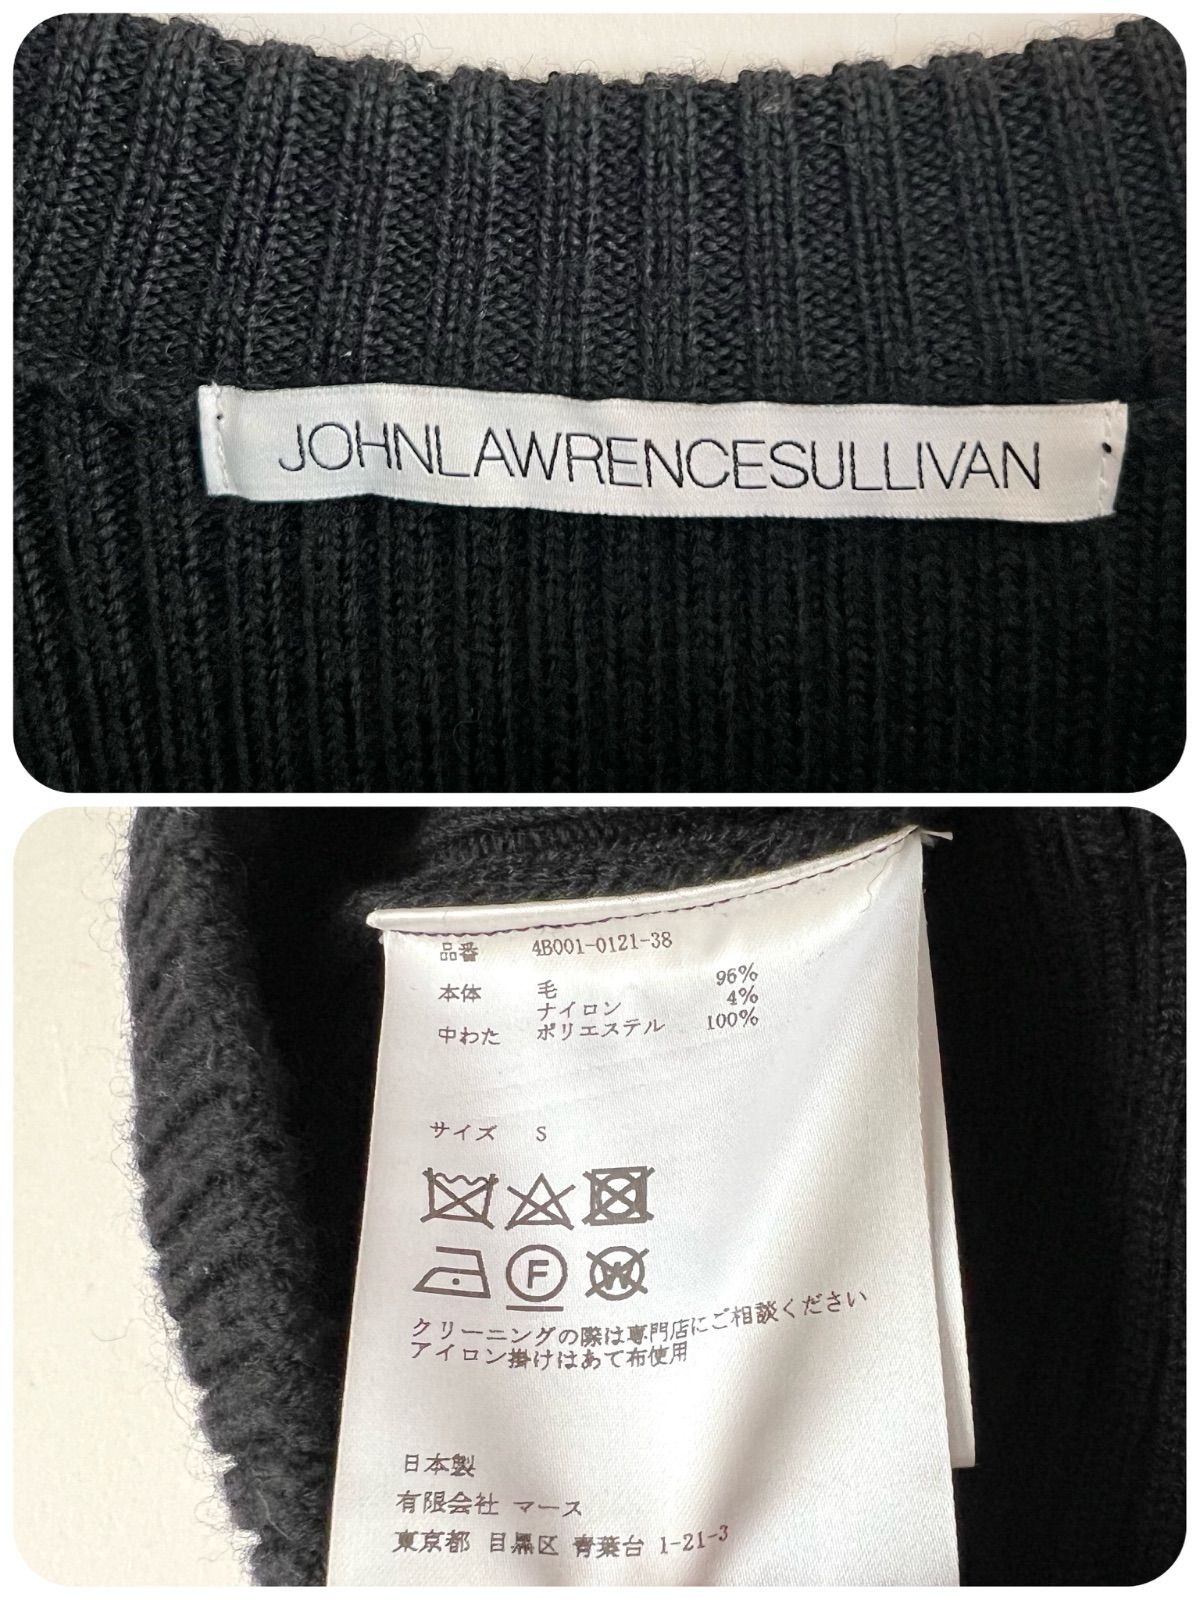 JOHNLAWRENCESULLIVAN
品番 4B001-0121-38
本体 毛 96%
ナイロン 4%
中わた ポリエステル 100%
サイズ S
F W
クリーニングの際は専門店にご相談ください
アイロン掛けはあて布使用
日本製
有限会社 マース
東京都 目黒区 青葉台 1-21-3